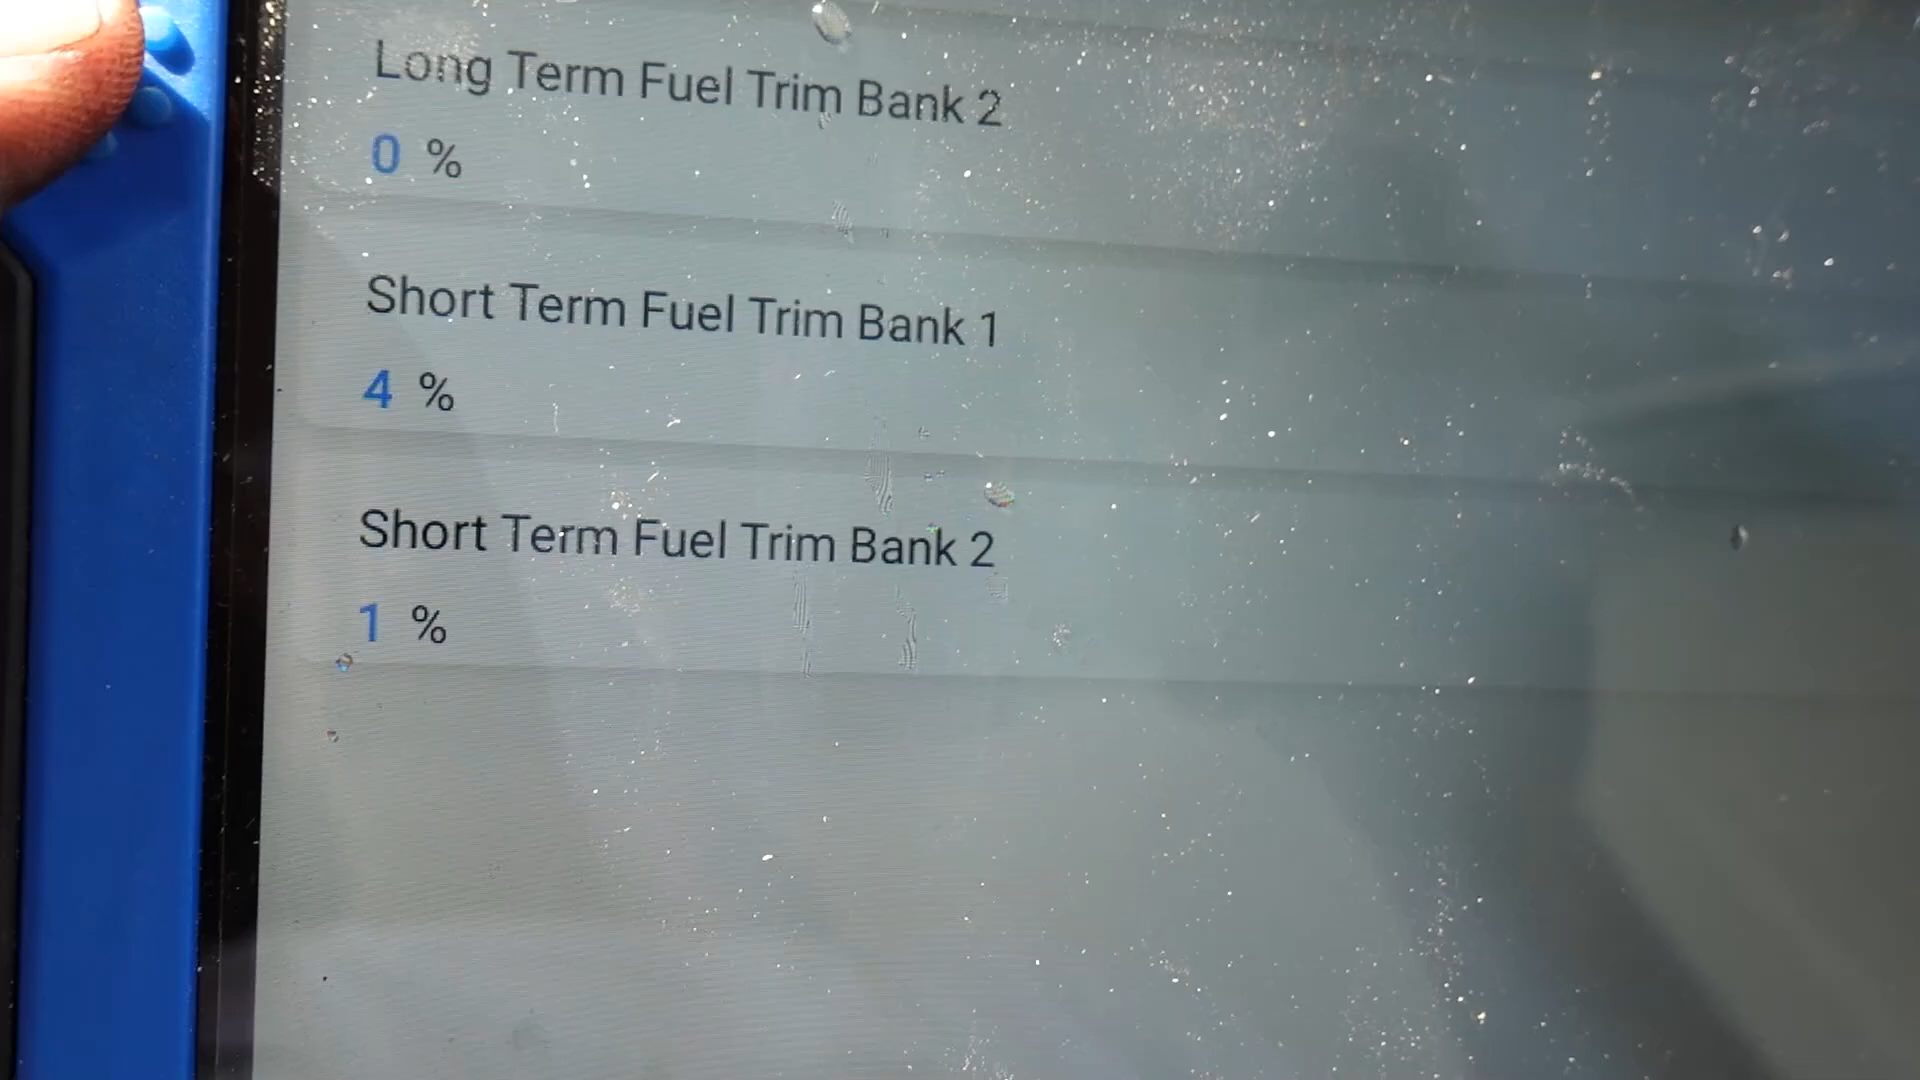 Long Term Fuel Trim Bank 2
0 %
Short Term Fuel Trim Bank 1
4 %
Short Term Fuel Trim Bank 2
1 %